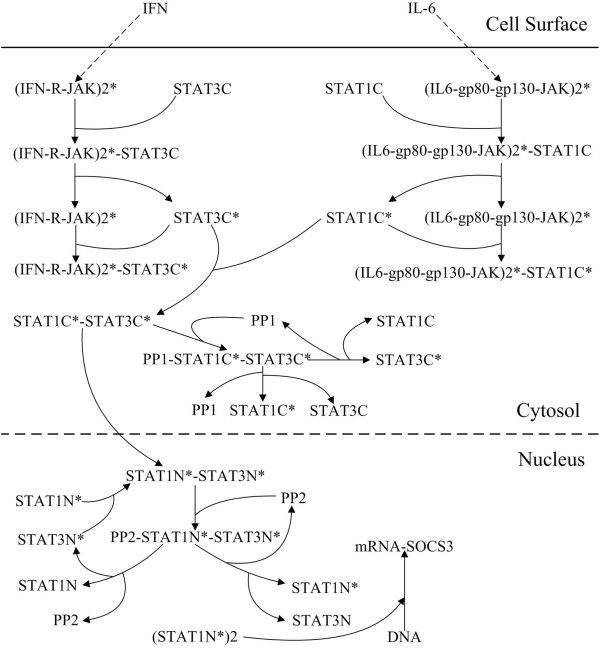 IFN
IL-6
Cell Surface
(IFN-R-JAK)2*
STAT3C
STAT1C
(IL6-gp80-gp130-JAK)2*
(IFN-R-JAK)2*-STAT3C
(IL6-gp80-gp130-JAK)2*-STAT1C
(IFN-R-JAK)2*
STAT3C*
STAT1C*
(IL6-gp80-gp130-JAK)2*
(IFN-R-JAK)2*-STAT3C*
(IL6-gp80-gp130-JAK)2*-STAT1C*
STAT1C*-STAT3C*
PP1
STAT1C
PP1-STAT1C*-STAT3C*
STAT3C*
PP1
STAT1C*
STAT3C
Cytosol
Nucleus
STAT1N*-STAT3N*
STAT1N*
PP2
STAT3N*
PP2-STAT1N*-STAT3N*
mRNA-SOCS3
STAT1N
STAT1N*
PP2
STAT3N
(STAT1N*)2
DNA